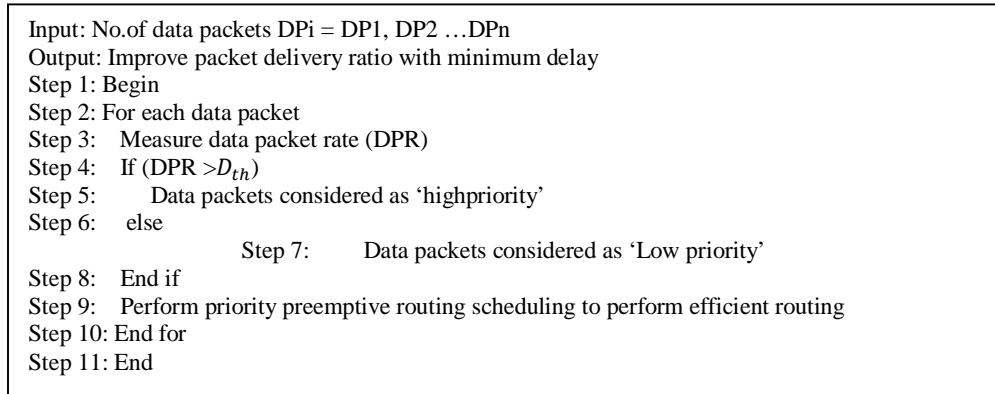 Input: No.of data packets DPi = DP1, DP2 …DPn
Output: Improve packet delivery ratio with minimum delay
Step 1: Begin
Step 2: For each data packet
Step 3: Measure data packet rate (DPR)
Step 4: If (DPR >D_{th})
Step 5: Data packets considered as ‘highpriority’
Step 6: else
Step 7: Data packets considered as ‘Low priority’
Step 8: End if
Step 9: Perform priority preemptive routing scheduling to perform efficient routing
Step 10: End for
Step 11: End